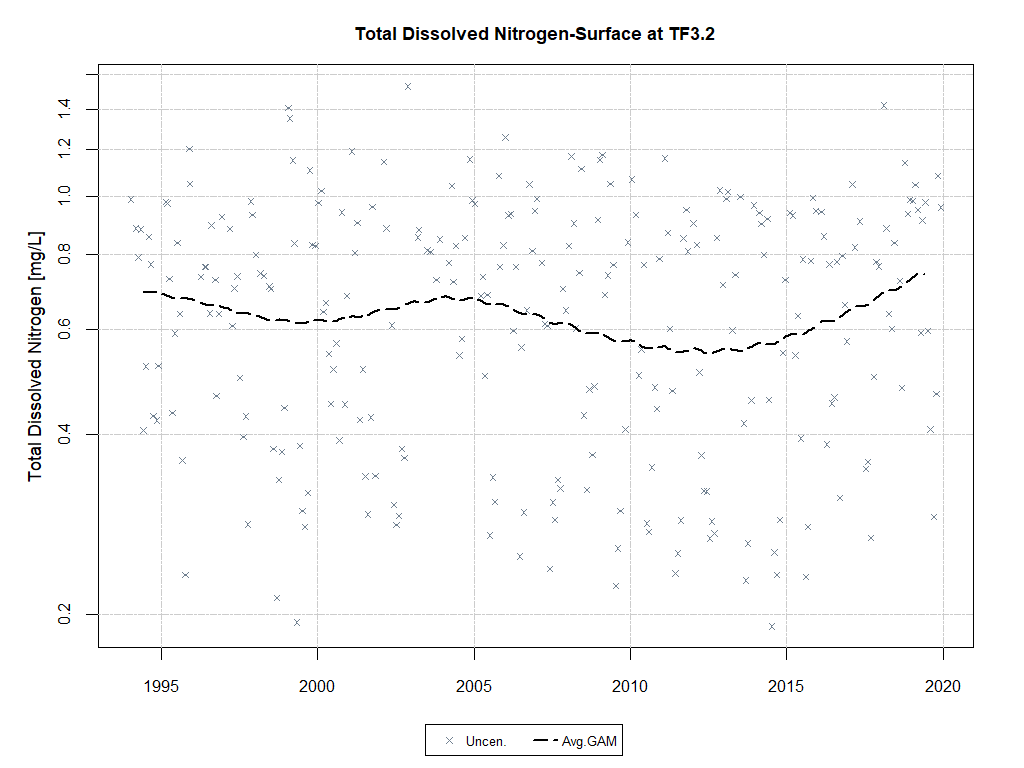 Total Dissolved Nitrogen-Surface at TF3.2
Total Dissolved Nitrogen [mg/L]
1.4
1.2
1.0
0.8
0.6
0.4
0.2
1995 2000 2005 2010 2015 2020
Uncen. Avg.GAM